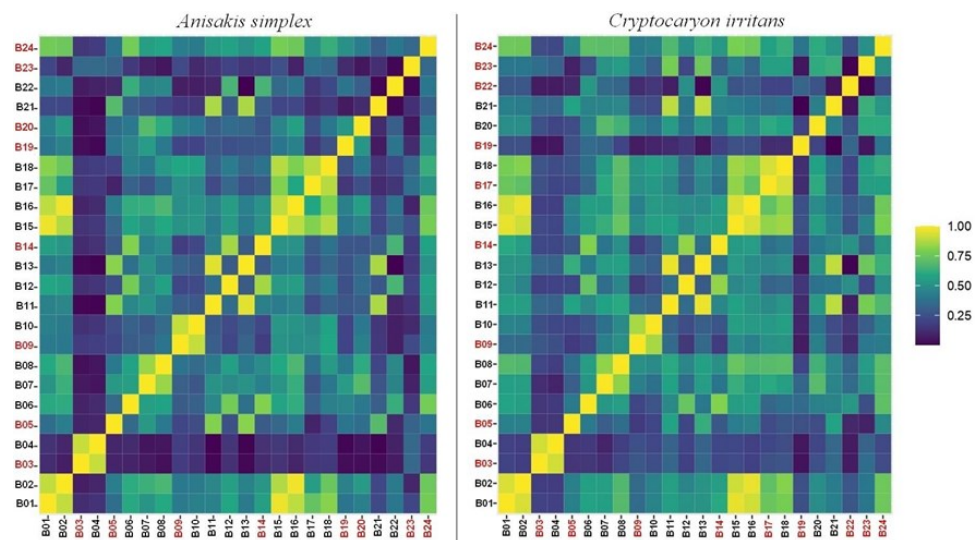 Anisakis simplex
B24-
B23-
B22-
B21-
B20-
B19-
B18-
B17-
B16-
B15-
B14-
B13-
B12-
B11-
B10-
B09-
B08-
B07-
B06-
B05-
B04-
B03-
B02-
B01-
B01- B02- B03- B04- B05- B06- B07- B08- B09- B10- B11- B12- B13- B14- B15- B16- B17- B18- B19- B20- B21- B22- B23- B24-
Cryptocaryon irritans
B24-
B23-
B22-
B21-
B20-
B19-
B18-
B17-
B16-
B15-
B14-
B13-
B12-
B11-
B10-
B09-
B08-
B07-
B06-
B05-
B04-
B03-
B02-
B01-
B01- B02- B03- B04- B05- B06- B07- B08- B09- B10- B11- B12- B13- B14- B15- B16- B17- B18- B19- B20- B21- B22- B23- B24-
1.00
0.75
0.50
0.25